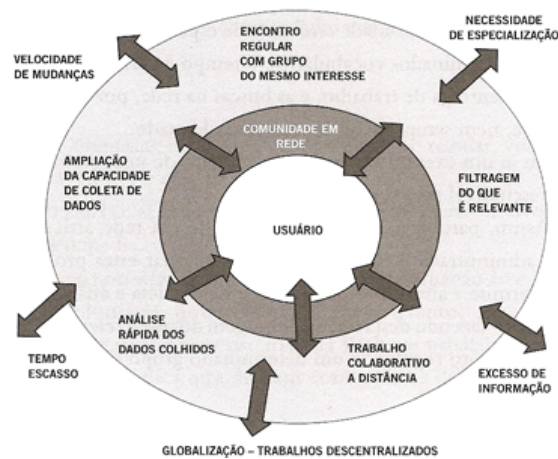 NECESSIDADE
DE ESPECIALIZAÇÃO
VELOCIDADE
DE MUDANÇAS
ENCONTRO
REGULAR
COM GRUPO
DO MESMO INTERESSE
COMUNIDADE EM
REDE
AMPLIAÇÃO
DA CAPACIDADE
DE COLETA DE
DADOS
FILTRAGEM
DO QUE
É RELEVANTE
USUÁRIO
ANÁLISE
RÁPIDA DOS
DADOS COLHIDOS
TRABALHO
COLABORATIVO
A DISTÂNCIA
TEMPO
ESCASSO
EXCESSO DE
INFORMAÇÃO
GLOBALIZAÇÃO – TRABALHOS DESCENTRALIZADOS